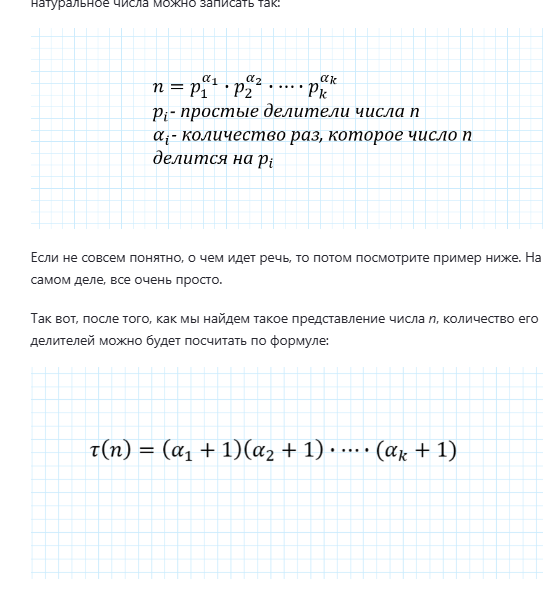 натуральное числа можно записать так:
n = p₁^α₁ · p₂^α₂ · ⋯ · pₖ^αₖ
pᵢ - простые делители числа n
αᵢ - количество раз, которое число n
делится на pᵢ
Если не совсем понятно, о чем идет речь, то потом посмотрите пример ниже. На
самом деле, все очень просто.
Так вот, после того, как мы найдем такое представление числа n, количество его
делителей можно будет посчитать по формуле:
τ(n) = (α₁ + 1)(α₂ + 1) · ⋯ · (αₖ + 1)